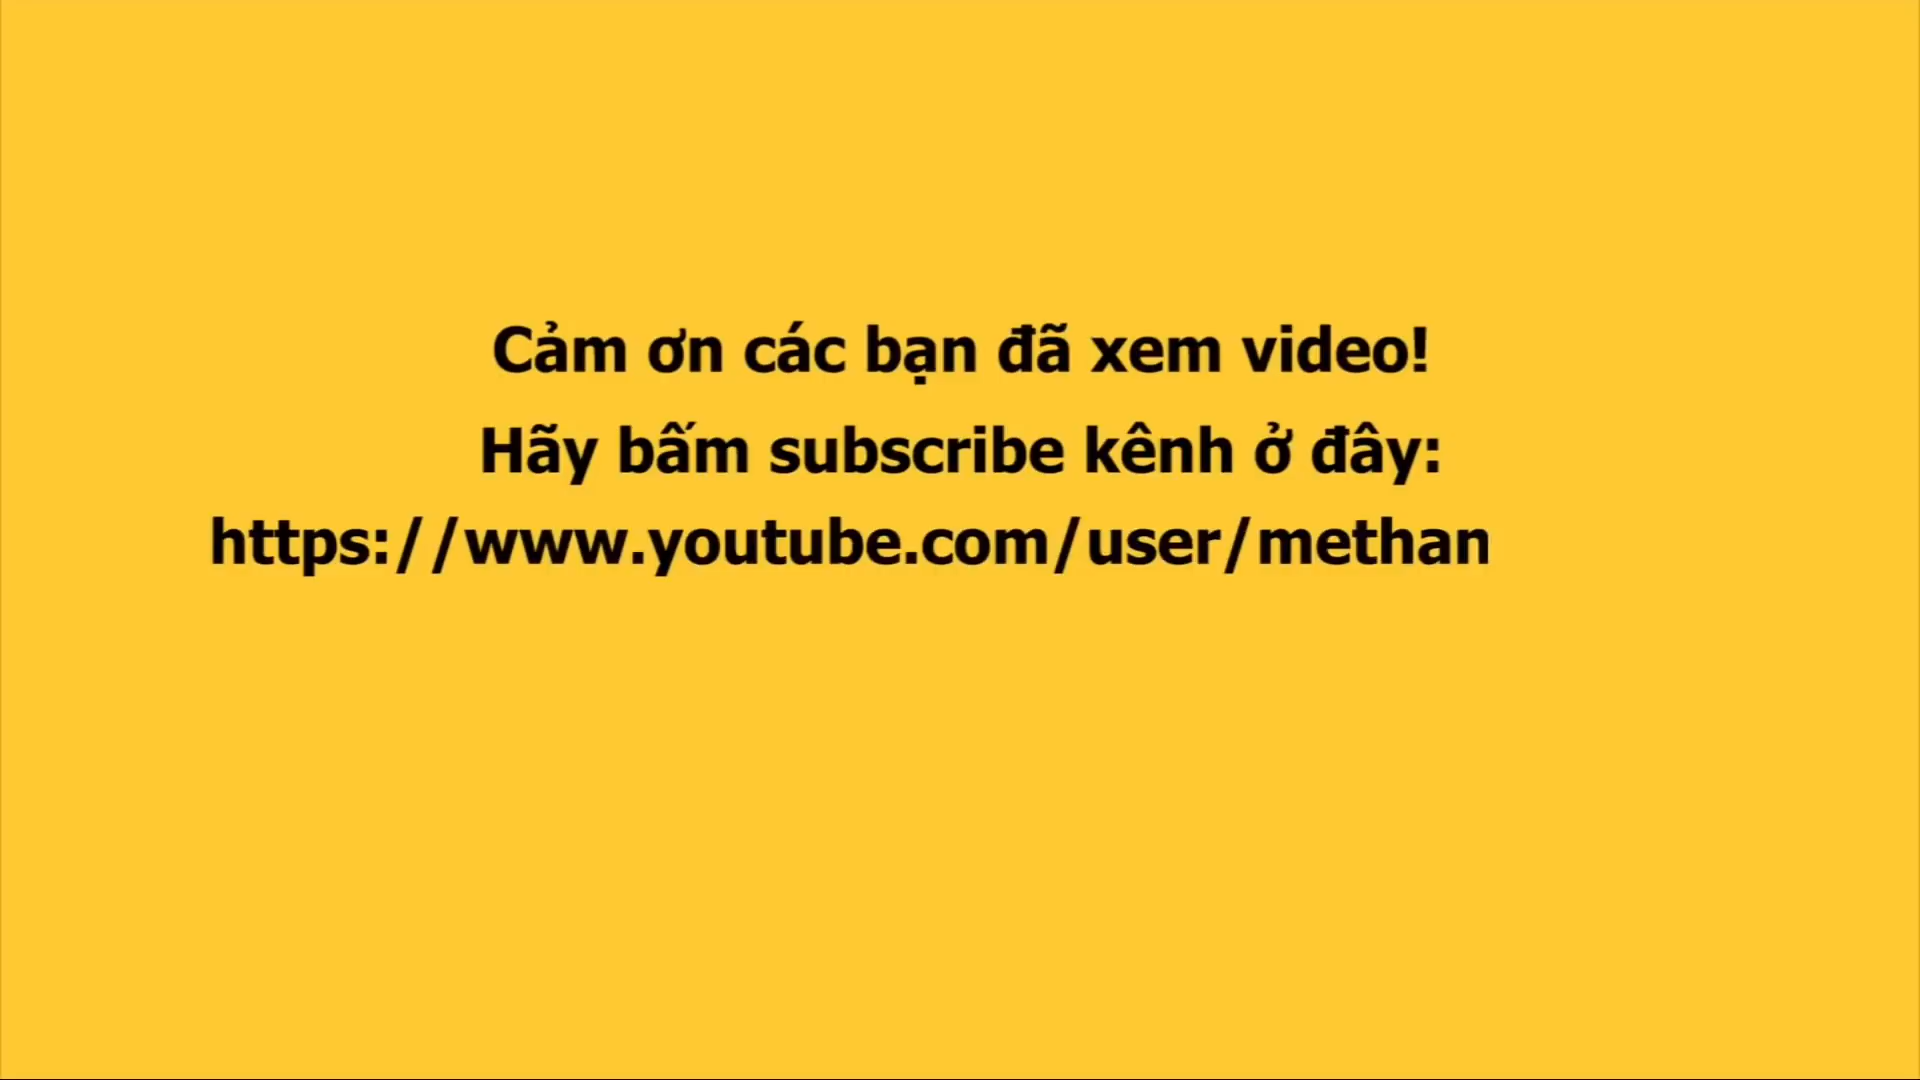 Cảm ơn các bạn đã xem video!
Hãy bấm subscribe kênh ở đây:
https://www.youtube.com/user/methan